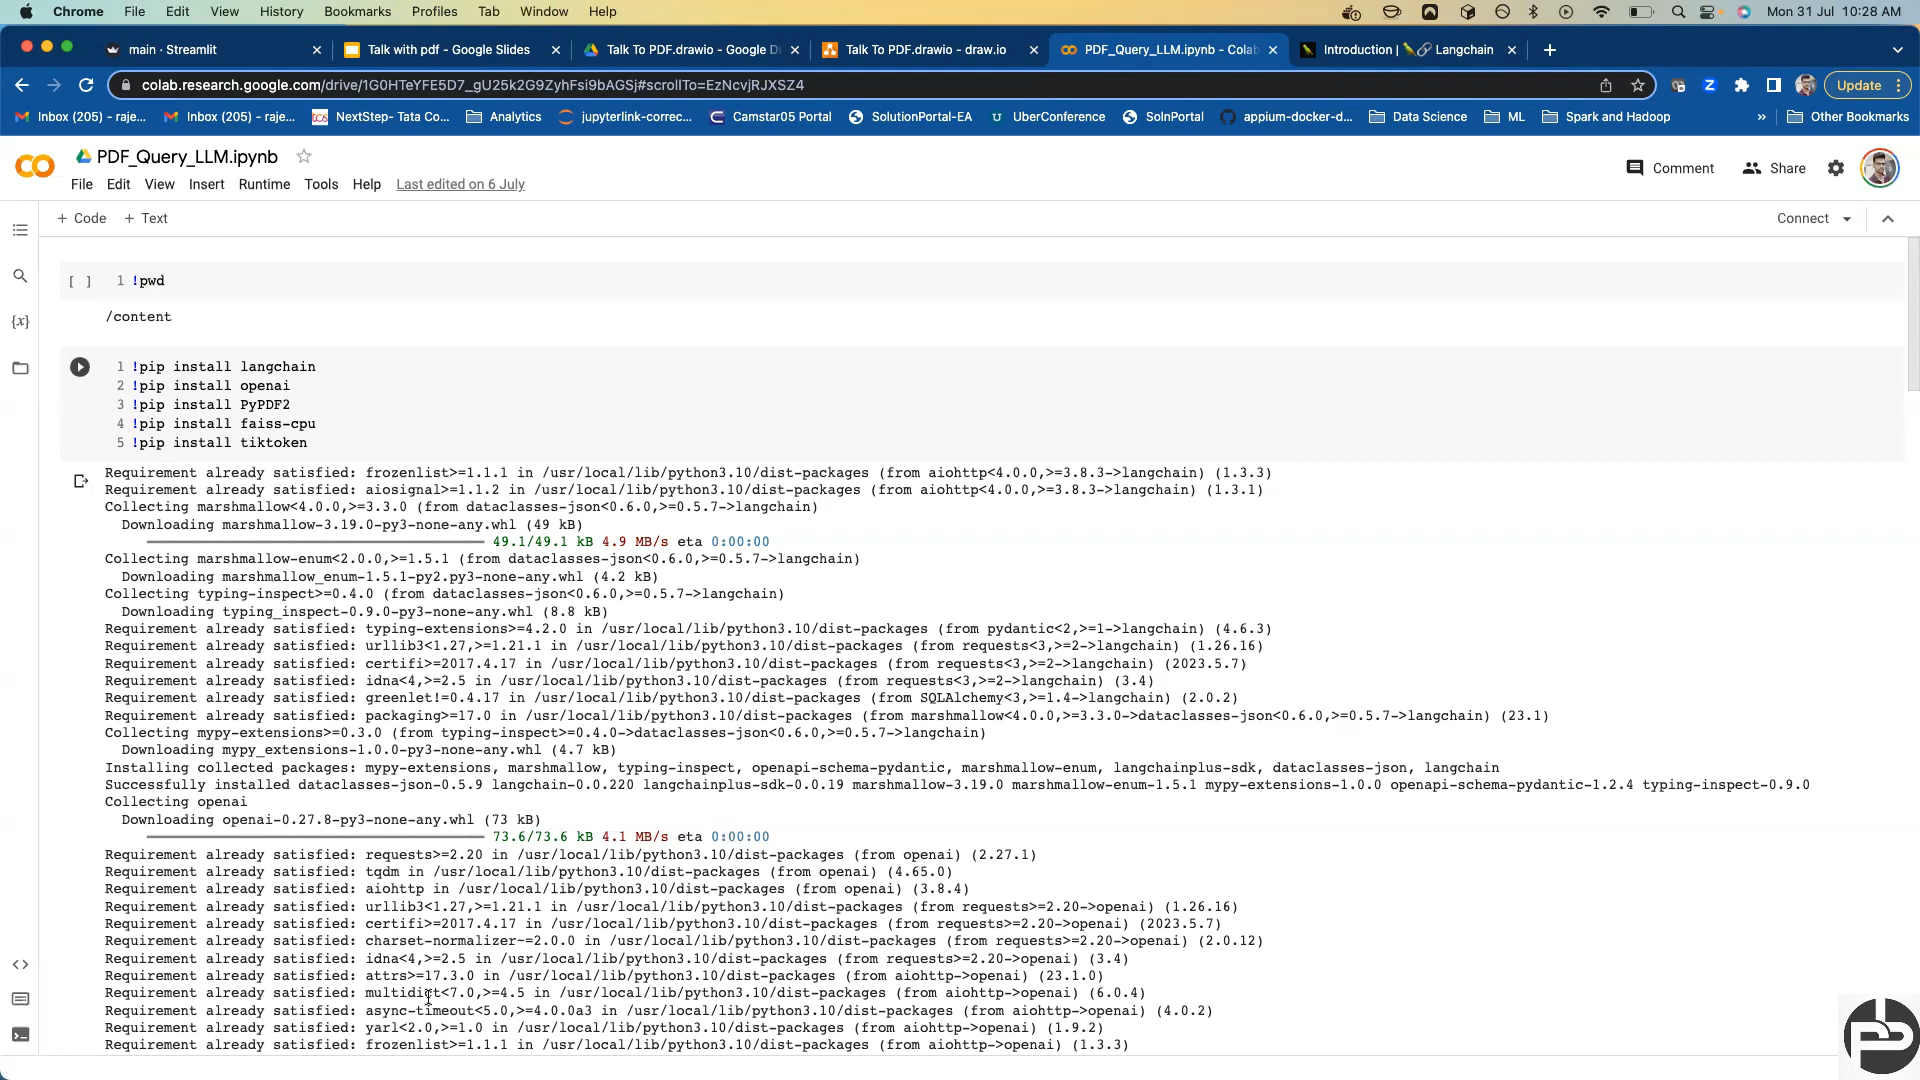 Chrome File Edit View History Bookmarks Profiles Tab Window Help Mon 31 Jul 10:28 AM
main · Streamlit Talk with pdf - Google Slides Talk To PDF.drawio - Google D Talk To PDF.drawio - draw.io PDF_Query_LLM.ipynb - Colab Introduction | Langchain
colab.research.google.com/drive/1G0HTeYFE5D7_gU25k2G9ZyhFsi9bAGSj#scrollTo=EzNcvjRJXSZ4 Update
Inbox (205) - raje... Inbox (205) - raje... NextStep- Tata Co... Analytics jupyterlink-correc... Camstar05 Portal SolutionPortal-EA UberConference SolnPortal appium-docker-d... Data Science ML Spark and Hadoop » Other Bookmarks
PDF_Query_LLM.ipynb
File Edit View Insert Runtime Tools Help Last edited on 6 July
Comment Share
+ Code + Text Connect
[ ] 1 !pwd
/content
1 !pip install langchain
2 !pip install openai
3 !pip install PyPDF2
4 !pip install faiss-cpu
5 !pip install tiktoken
Requirement already satisfied: frozenlist>=1.1.1 in /usr/local/lib/python3.10/dist-packages (from aiohttp<4.0.0,>=3.8.3->langchain) (1.3.3)
Requirement already satisfied: aiosignal>=1.1.2 in /usr/local/lib/python3.10/dist-packages (from aiohttp<4.0.0,>=3.8.3->langchain) (1.3.1)
Collecting marshmallow<4.0.0,>=3.3.0 (from dataclasses-json<0.6.0,>=0.5.7->langchain)
Downloading marshmallow-3.19.0-py3-none-any.whl (49 kB)
49.1/49.1 kB 4.9 MB/s eta 0:00:00
Collecting marshmallow-enum<2.0.0,>=1.5.1 (from dataclasses-json<0.6.0,>=0.5.7->langchain)
Downloading marshmallow_enum-1.5.1-py2.py3-none-any.whl (4.2 kB)
Collecting typing-inspect>=0.4.0 (from dataclasses-json<0.6.0,>=0.5.7->langchain)
Downloading typing_inspect-0.9.0-py3-none-any.whl (8.8 kB)
Requirement already satisfied: typing-extensions>=4.2.0 in /usr/local/lib/python3.10/dist-packages (from pydantic<2,>=1->langchain) (4.6.3)
Requirement already satisfied: urllib3<1.27,>=1.21.1 in /usr/local/lib/python3.10/dist-packages (from requests<3,>=2->langchain) (1.26.16)
Requirement already satisfied: certifi>=2017.4.17 in /usr/local/lib/python3.10/dist-packages (from requests<3,>=2->langchain) (2023.5.7)
Requirement already satisfied: idna<4,>=2.5 in /usr/local/lib/python3.10/dist-packages (from requests<3,>=2->langchain) (3.4)
Requirement already satisfied: greenlet!=0.4.17 in /usr/local/lib/python3.10/dist-packages (from SQLAlchemy<3,>=1.4->langchain) (2.0.2)
Requirement already satisfied: packaging>=17.0 in /usr/local/lib/python3.10/dist-packages (from marshmallow<4.0.0,>=3.3.0->dataclasses-json<0.6.0,>=0.5.7->langchain) (23.1)
Collecting mypy-extensions>=0.3.0 (from typing-inspect>=0.4.0->dataclasses-json<0.6.0,>=0.5.7->langchain)
Downloading mypy_extensions-1.0.0-py3-none-any.whl (4.7 kB)
Installing collected packages: mypy-extensions, marshmallow, typing-inspect, openapi-schema-pydantic, marshmallow-enum, langchainplus-sdk, dataclasses-json, langchain
Successfully installed dataclasses-json-0.5.9 langchain-0.0.220 langchainplus-sdk-0.0.19 marshmallow-3.19.0 marshmallow-enum-1.5.1 mypy-extensions-1.0.0 openapi-schema-pydantic-1.2.4 typing-inspect-0.9.0
Collecting openai
Downloading openai-0.27.8-py3-none-any.whl (73 kB)
73.6/73.6 kB 4.1 MB/s eta 0:00:00
Requirement already satisfied: requests>=2.20 in /usr/local/lib/python3.10/dist-packages (from openai) (2.27.1)
Requirement already satisfied: tqdm in /usr/local/lib/python3.10/dist-packages (from openai) (4.65.0)
Requirement already satisfied: aiohttp in /usr/local/lib/python3.10/dist-packages (from openai) (3.8.4)
Requirement already satisfied: urllib3<1.27,>=1.21.1 in /usr/local/lib/python3.10/dist-packages (from requests>=2.20->openai) (1.26.16)
Requirement already satisfied: certifi>=2017.4.17 in /usr/local/lib/python3.10/dist-packages (from requests>=2.20->openai) (2023.5.7)
Requirement already satisfied: charset-normalizer~=2.0.0 in /usr/local/lib/python3.10/dist-packages (from requests>=2.20->openai) (2.0.12)
Requirement already satisfied: idna<4,>=2.5 in /usr/local/lib/python3.10/dist-packages (from requests>=2.20->openai) (3.4)
Requirement already satisfied: attrs>=17.3.0 in /usr/local/lib/python3.10/dist-packages (from aiohttp->openai) (23.1.0)
Requirement already satisfied: multidict<7.0,>=4.5 in /usr/local/lib/python3.10/dist-packages (from aiohttp->openai) (6.0.4)
Requirement already satisfied: async-timeout<5.0,>=4.0.0a3 in /usr/local/lib/python3.10/dist-packages (from aiohttp->openai) (4.0.2)
Requirement already satisfied: yarl<2.0,>=1.0 in /usr/local/lib/python3.10/dist-packages (from aiohttp->openai) (1.9.2)
Requirement already satisfied: frozenlist>=1.1.1 in /usr/local/lib/python3.10/dist-packages (from aiohttp->openai) (1.3.3)